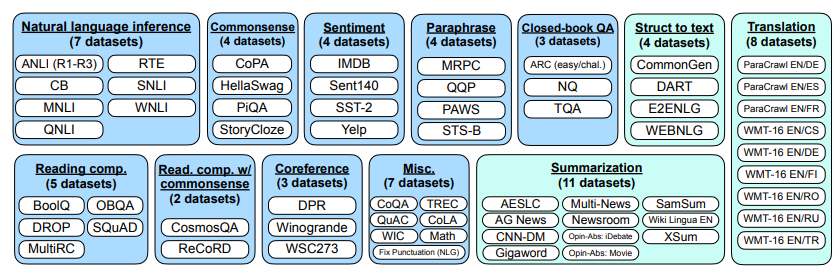 Natural language inference
(7 datasets)
ANLI (R1-R3)
RTE
CB
SNLI
MNLI
WNLI
QNLI
Commonsense
(4 datasets)
CoPA
HellaSwag
PiQA
StoryCloze
Sentiment
(4 datasets)
IMDB
Sent140
SST-2
Yelp
Paraphrase
(4 datasets)
MRPC
QQP
PAWS
STS-B
Closed-book QA
(3 datasets)
ARC (easy/chal.)
NQ
TQA
Struct to text
(4 datasets)
CommonGen
DART
E2ENLG
WEBNLG
Translation
(8 datasets)
ParaCrawl EN/DE
ParaCrawl EN/ES
ParaCrawl EN/FR
WMT-16 EN/CS
WMT-16 EN/DE
WMT-16 EN/FI
WMT-16 EN/RO
WMT-16 EN/RU
WMT-16 EN/TR
Reading comp.
(5 datasets)
BoolQ
OBQA
DROP
SQuAD
MultiRC
Read. comp. w/
commonsense
(2 datasets)
CosmosQA
ReCoRD
Coreference
(3 datasets)
DPR
Winogrande
WSC273
Misc.
(7 datasets)
CoQA
TREC
QuAC
CoLA
WIC
Math
Fix Punctuation (NLG)
Summarization
(11 datasets)
AESLC
Multi-News
SamSum
AG News
Newsroom
Wiki Lingua EN
CNN-DM
Opin-Abs: iDebate
XSum
Gigaword
Opin-Abs: Movie